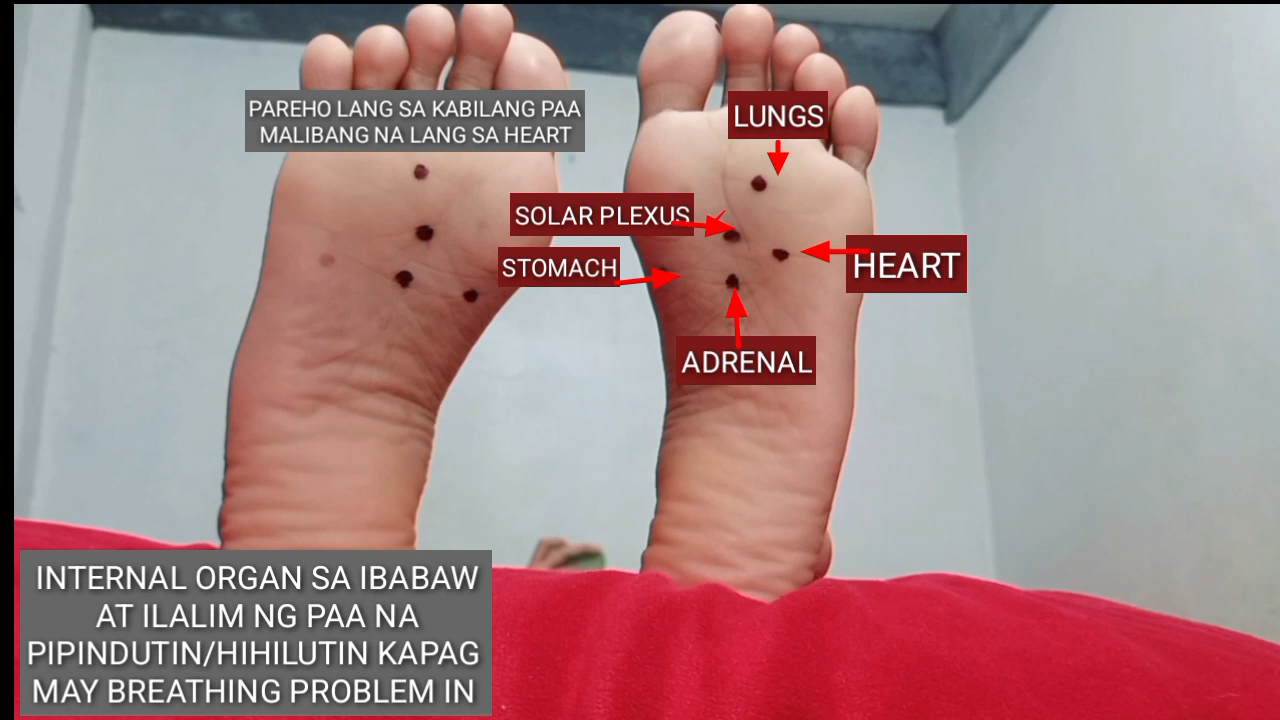 PAREHO LANG SA KABILANG PAA
MALIBANG NA LANG SA HEART
LUNGS
SOLAR PLEXUS
STOMACH
HEART
ADRENAL
INTERNAL ORGAN SA IBABAW
AT ILALIM NG PAA NA
PIPINDUTIN/HIHILUTIN KAPAG
MAY BREATHING PROBLEM IN